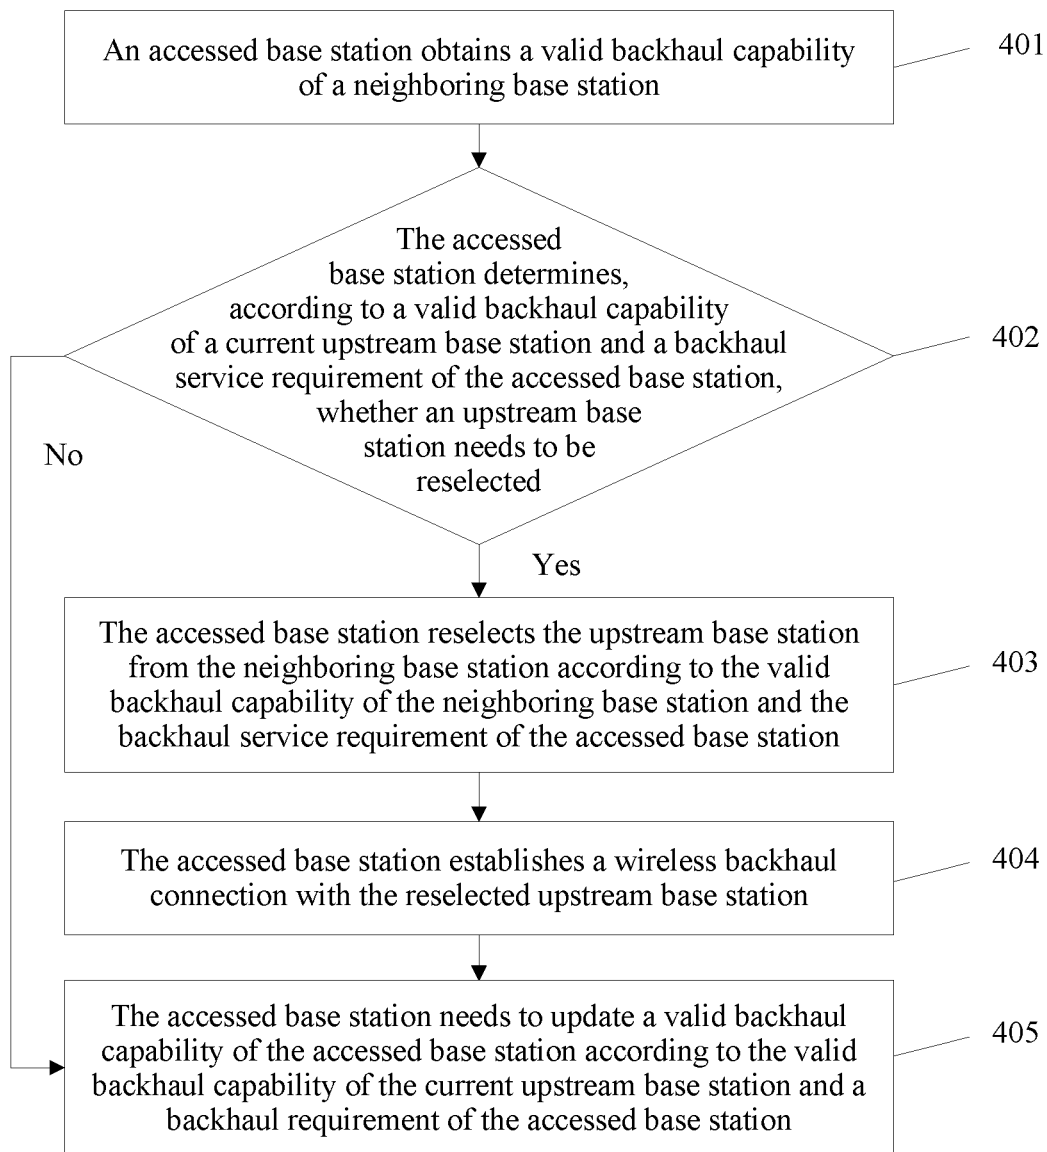 An accessed base station obtains a valid backhaul capability
of a neighboring base station
401
The accessed
base station determines,
according to a valid backhaul capability
of a current upstream base station and a backhaul
service requirement of the accessed base station,
whether an upstream base
station needs to be
reselected
402
No
Yes
The accessed base station reselects the upstream base station
from the neighboring base station according to the valid
backhaul capability of the neighboring base station and the
backhaul service requirement of the accessed base station
403
The accessed base station establishes a wireless backhaul
connection with the reselected upstream base station
404
The accessed base station needs to update a valid backhaul
capability of the accessed base station according to the valid
backhaul capability of the current upstream base station and a
backhaul requirement of the accessed base station
405